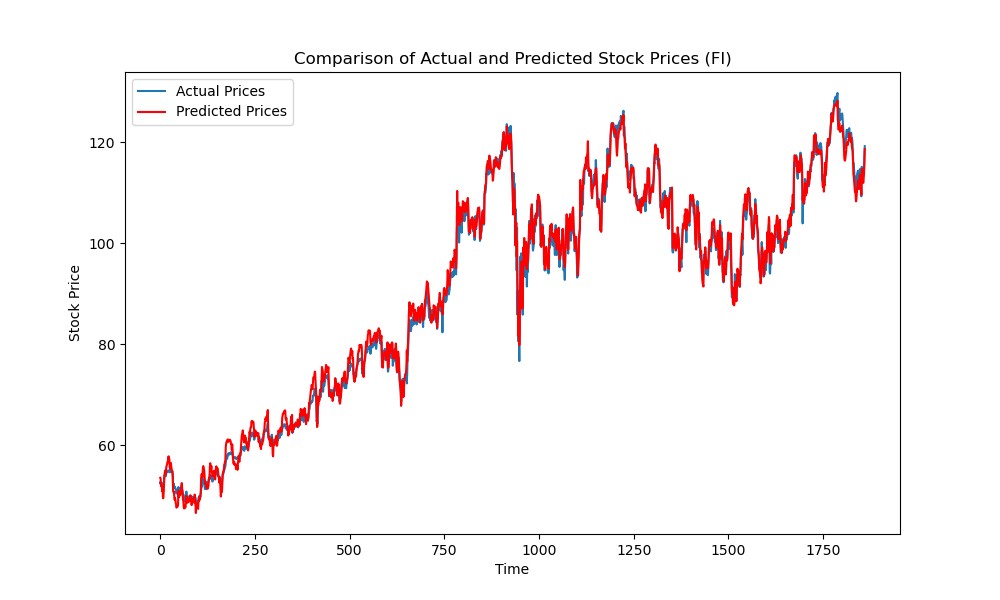 Comparison of Actual and Predicted Stock Prices (FI)
Actual Prices
Predicted Prices
120
100
80
60
Stock Price
0 250 500 750 1000 1250 1500 1750
Time